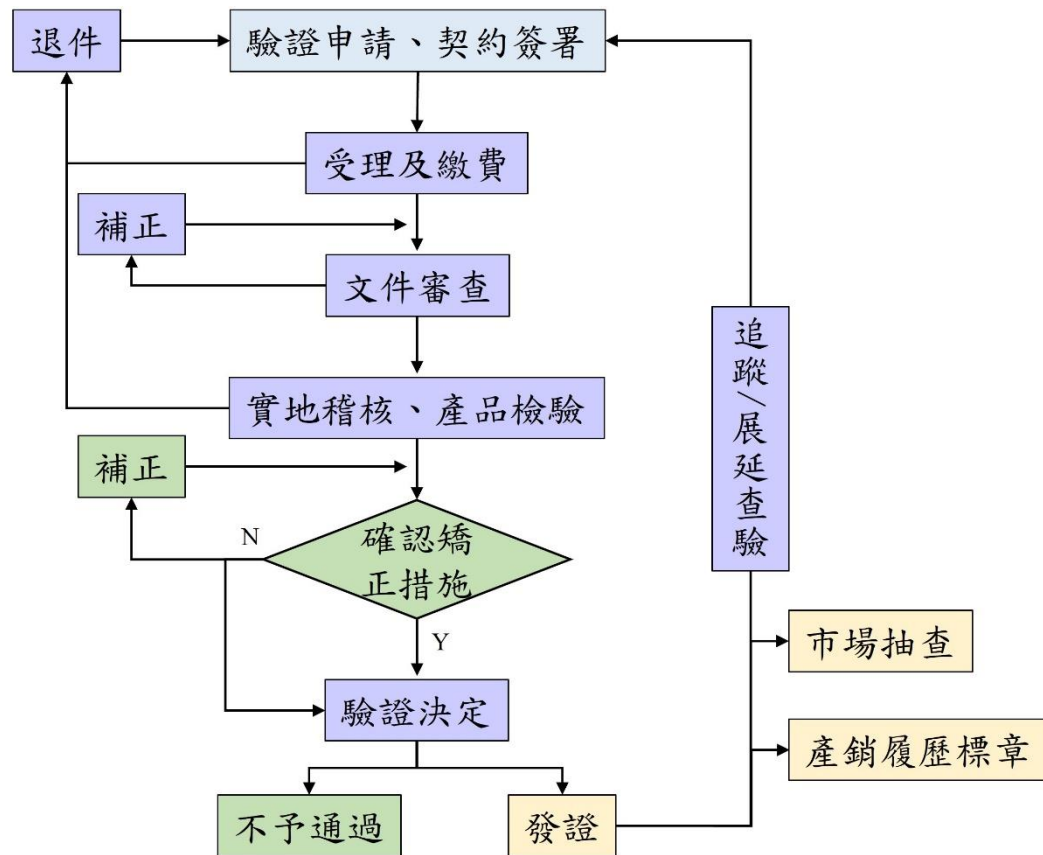 退件
驗證申請、契約簽署
受理及繳費
補正
文件審查
實地稽核、產品檢驗
補正
N
確認矯
正措施
Y
驗證決定
不予通過
發證
追蹤/展延查驗
市場抽查
產銷履歷標章